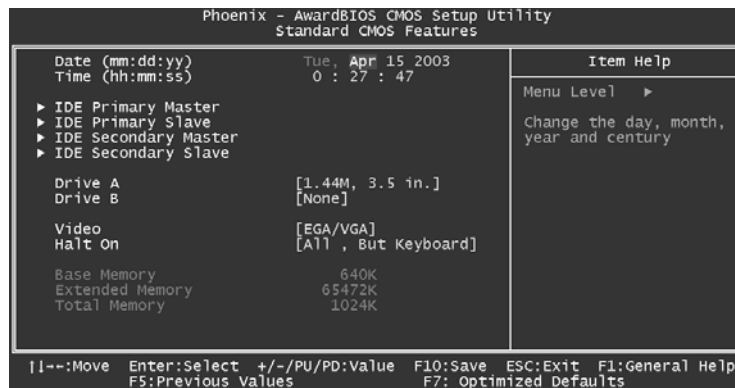 Phoenix - AwardBIOS CMOS Setup Utility
Standard CMOS Features
Date (mm:dd:yy) Tue, Apr 15 2003
Time (hh:mm:ss) 0 : 27 : 47
► IDE Primary Master
► IDE Primary Slave
► IDE Secondary Master
► IDE Secondary Slave
Drive A [1.44M, 3.5 in.]
Drive B [None]
Video [EGA/VGA]
Halt On [All , But Keyboard]
Base Memory 640K
Extended Memory 65472K
Total Memory 1024K
Item Help
Menu Level ►
Change the day, month,
year and century
↑↓→←:Move Enter:Select +/-/PU/PD:Value F10:Save ESC:Exit F1:General Help
F5:Previous Values F7: Optimized Defaults